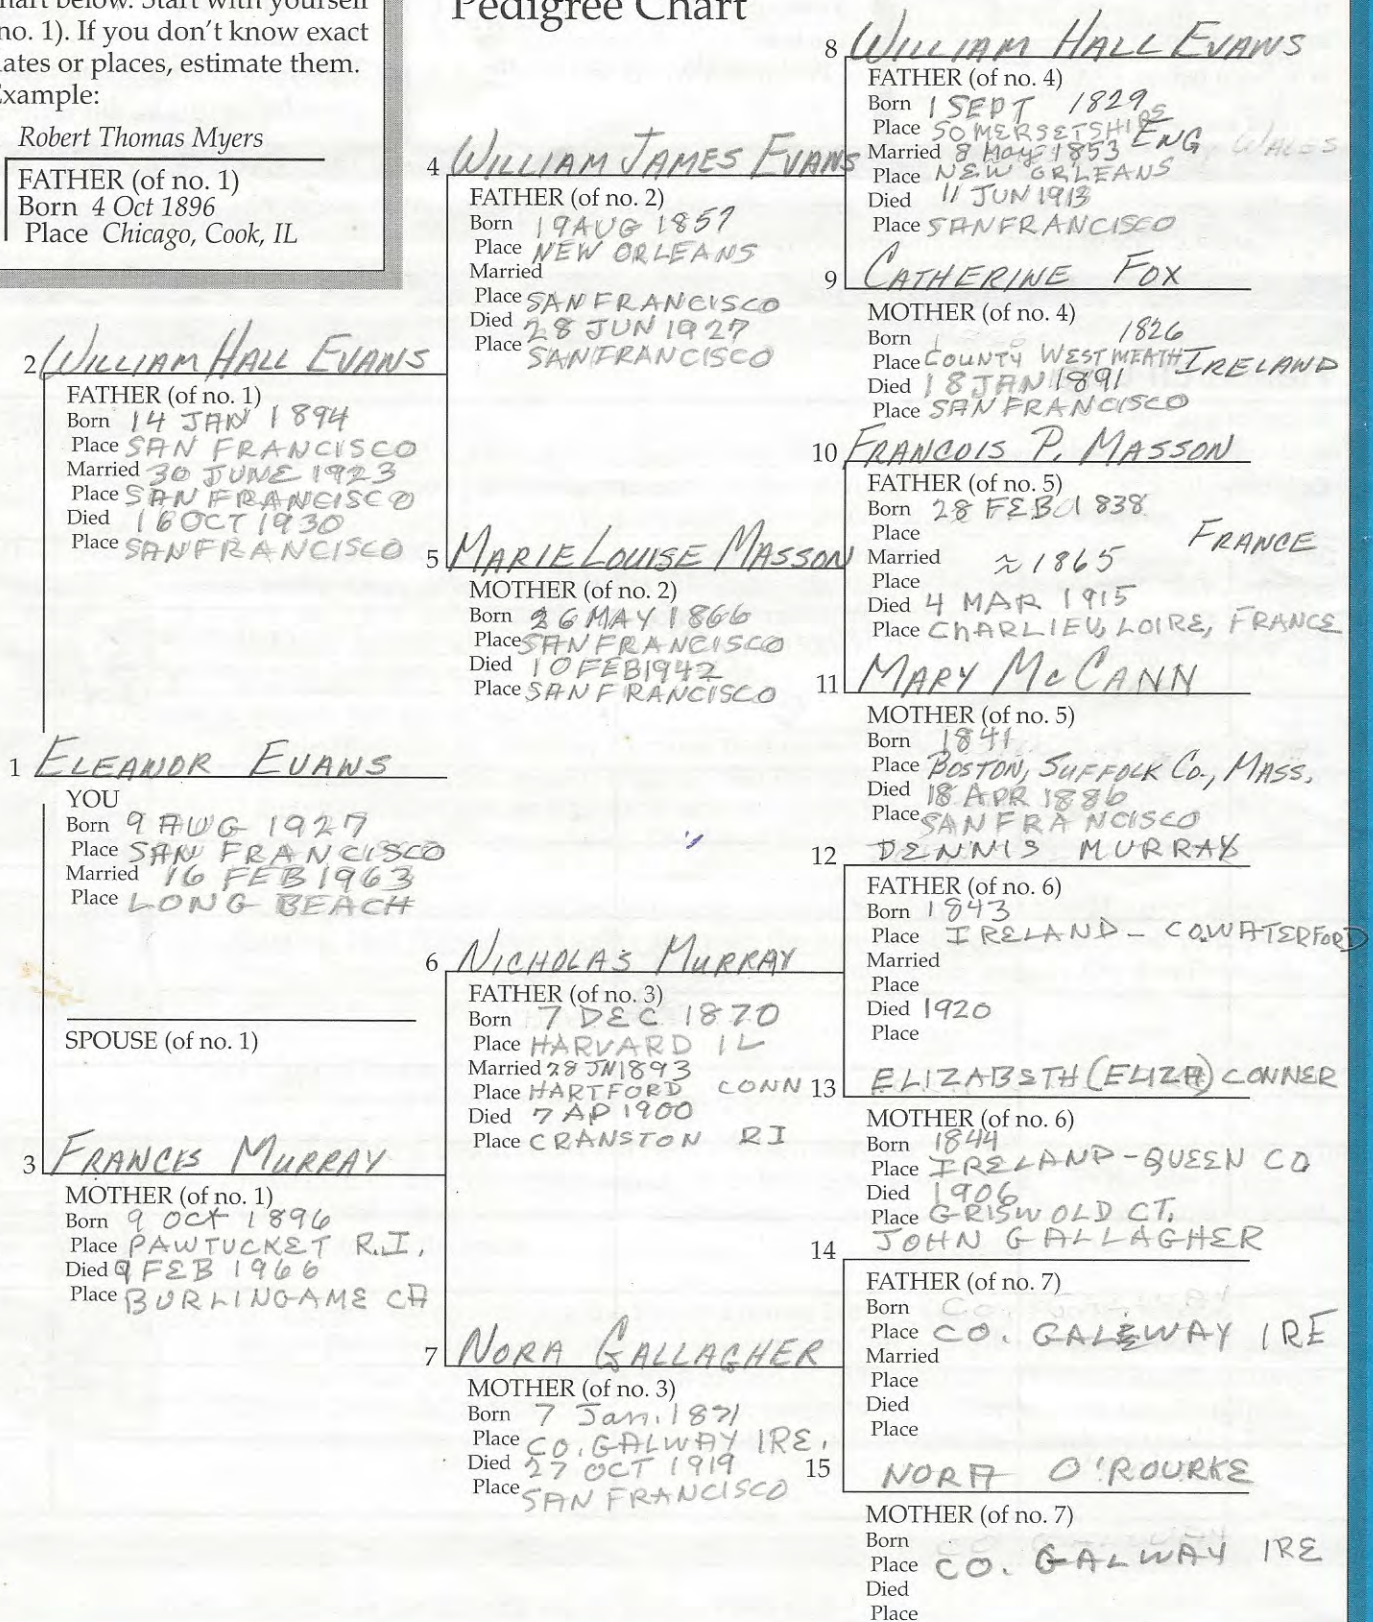 chart below. Start with yourself
no. 1). If you don't know exact
dates or places, estimate them.
Example:
Robert Thomas Myers
FATHER (of no. 1)
Born 4 Oct 1896
Place Chicago, Cook, IL
Pedigree Chart
1 ELEANOR EVANS
YOU
Born 9 AUG 1927
Place SAN FRANCISCO
Married 16 FEB 1963
Place LONG BEACH
SPOUSE (of no. 1)
2 WILLIAM HALL EVANS
FATHER (of no. 1)
Born 14 JAN 1894
Place SAN FRANCISCO
Married 30 JUNE 1923
Place SAN FRANCISCO
Died 16 OCT 1930
Place SAN FRANCISCO
3 FRANCES MURRAY
MOTHER (of no. 1)
Born 9 OCT 1896
Place PAWTUCKET R.I.
Died 9 FEB 1966
Place BURLINGAME CA
4 WILLIAM JAMES EVANS
FATHER (of no. 2)
Born 19 AUG 1857
Place NEW ORLEANS
Married
Place SAN FRANCISCO
Died 28 JUN 1927
Place SAN FRANCISCO
5 MARIE LOUISE MASSON
MOTHER (of no. 2)
Born 26 MAY 1866
Place SAN FRANCISCO
Died 10 FEB 1942
Place SAN FRANCISCO
6 NICHOLAS MURRAY
FATHER (of no. 3)
Born 7 DEC 1870
Place HARVARD IL
Married 28 JN 1893
Place HARTFORD CONN
Died 7 AP 1900
Place CRANSTON RI
7 NORA GALLAGHER
MOTHER (of no. 3)
Born 7 Jan. 1871
Place CO. GALWAY IRE.
Died 27 OCT 1919
Place SAN FRANCISCO
8 WILLIAM HALL EVANS
FATHER (of no. 4)
Born 1 SEPT 1829
Place SOMERSETSHIRE ENG WALES
Married 8 May 1853
Place NEW ORLEANS
Died 11 JUN 1913
Place SAN FRANCISCO
9 CATHERINE FOX
MOTHER (of no. 4)
Born 1826
Place COUNTY WESTMEATH IRELAND
Died 18 JAN 1891
Place SAN FRANCISCO
10 FRANCOIS P. MASSON
FATHER (of no. 5)
Born 28 FEB 1838
Place FRANCE
Married ≈ 1865
Place
Died 4 MAR 1915
Place CHARLIEU, LOIRE, FRANCE
11 MARY McCANN
MOTHER (of no. 5)
Born 1841
Place BOSTON, SUFFOLK Co., MASS.
Died 18 APR 1886
Place SAN FRANCISCO
12 DENNIS MURRAY
FATHER (of no. 6)
Born 1843
Place IRELAND - CO. WATERFORD
Married
Place
Died 1920
Place
13 ELIZABETH (ELIZA) CONNER
MOTHER (of no. 6)
Born 1844
Place IRELAND - QUEEN CO
Died 1906
Place GRISWOLD CT.
14 JOHN GALLAGHER
FATHER (of no. 7)
Born
Place CO. GALWAY IRE
Married
Place
Died
Place
15 NORA O'ROURKE
MOTHER (of no. 7)
Born
Place CO. GALWAY IRE
Died
Place